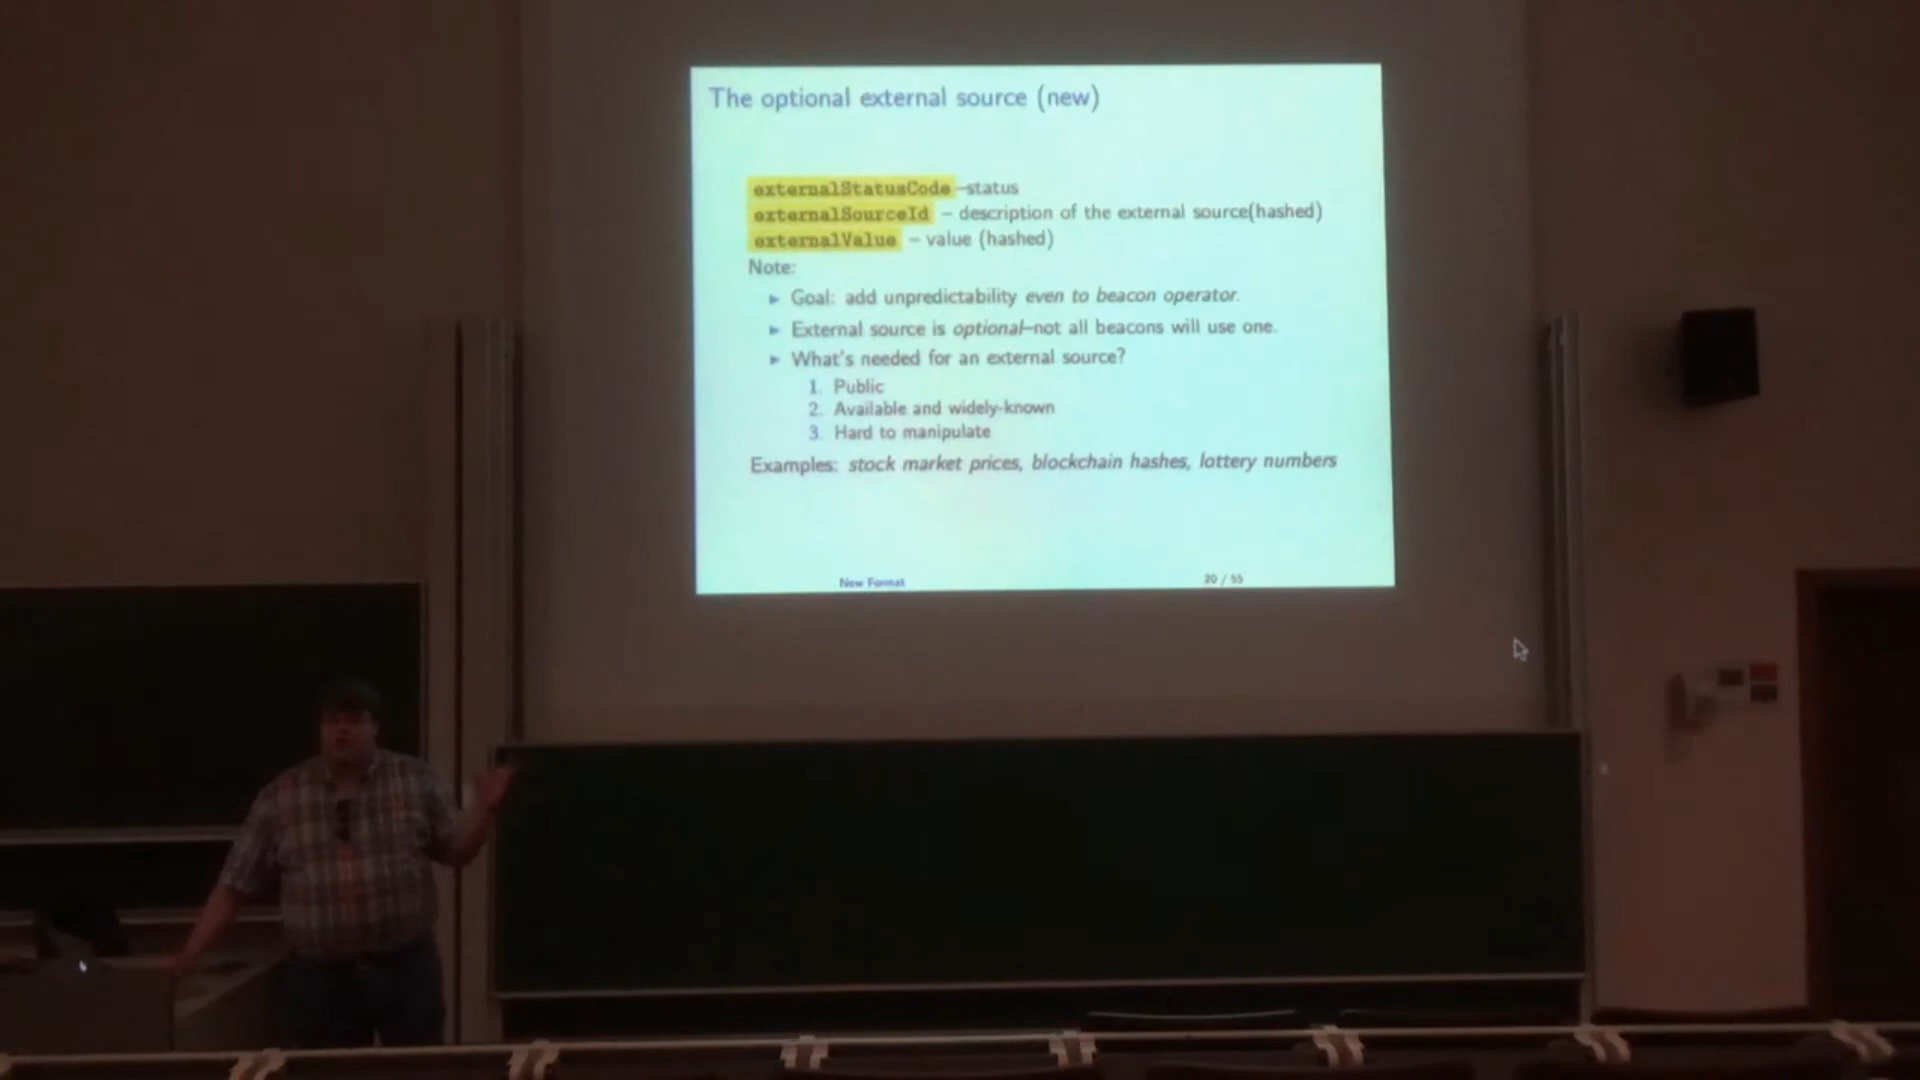 The optional external source (new)
externalStatusCode –status
externalSourceId – description of the external source(hashed)
externalValue – value (hashed)
Note:
► Goal: add unpredictability even to beacon operator.
► External source is optional–not all beacons will use one.
► What's needed for an external source?
1. Public
2. Available and widely-known
3. Hard to manipulate
Examples: stock market prices, blockchain hashes, lottery numbers
New Format 20 / 55